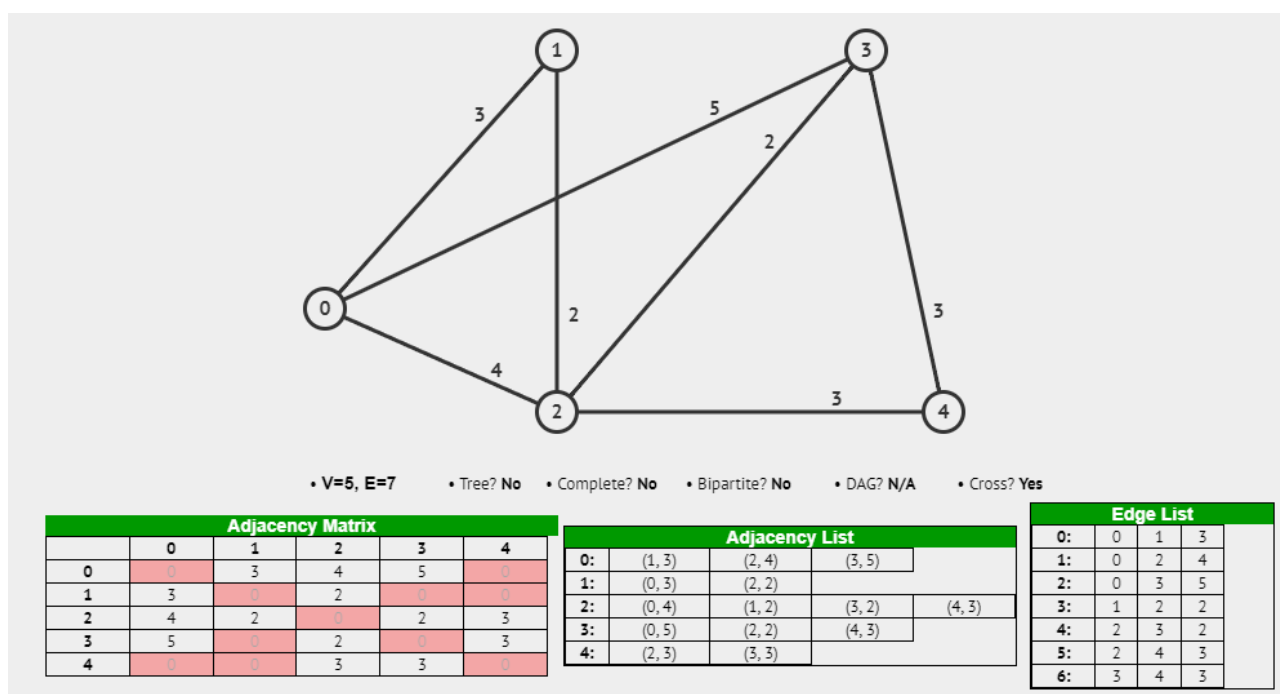 1
3
3
5
2
0
2
3
4
3
2
4
• V=5, E=7 • Tree? No • Complete? No • Bipartite? No • DAG? N/A • Cross? Yes
Adjacency Matrix
0 1 2 3 4
0 0 3 4 5 0
1 3 0 2 0 0
2 4 2 0 2 3
3 5 0 2 0 3
4 0 0 3 3 0
Adjacency List
0: (1, 3) (2, 4) (3, 5)
1: (0, 3) (2, 2)
2: (0, 4) (1, 2) (3, 2) (4, 3)
3: (0, 5) (2, 2) (4, 3)
4: (2, 3) (3, 3)
Edge List
0: 0 1 3
1: 0 2 4
2: 0 3 5
3: 1 2 2
4: 2 3 2
5: 2 4 3
6: 3 4 3